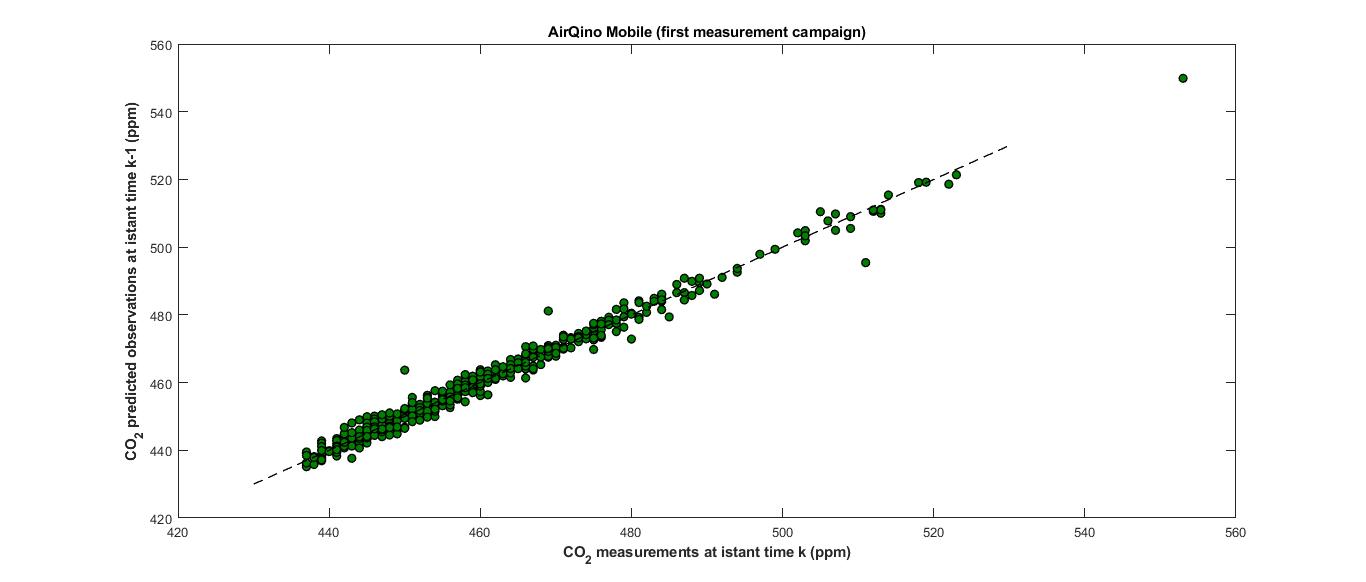 AirQino Mobile (first measurement campaign)
560
540
520
500
480
460
440
420
CO2 predicted observations at istant time k-1 (ppm)
420 440 460 480 500 520 540 560
CO2 measurements at istant time k (ppm)